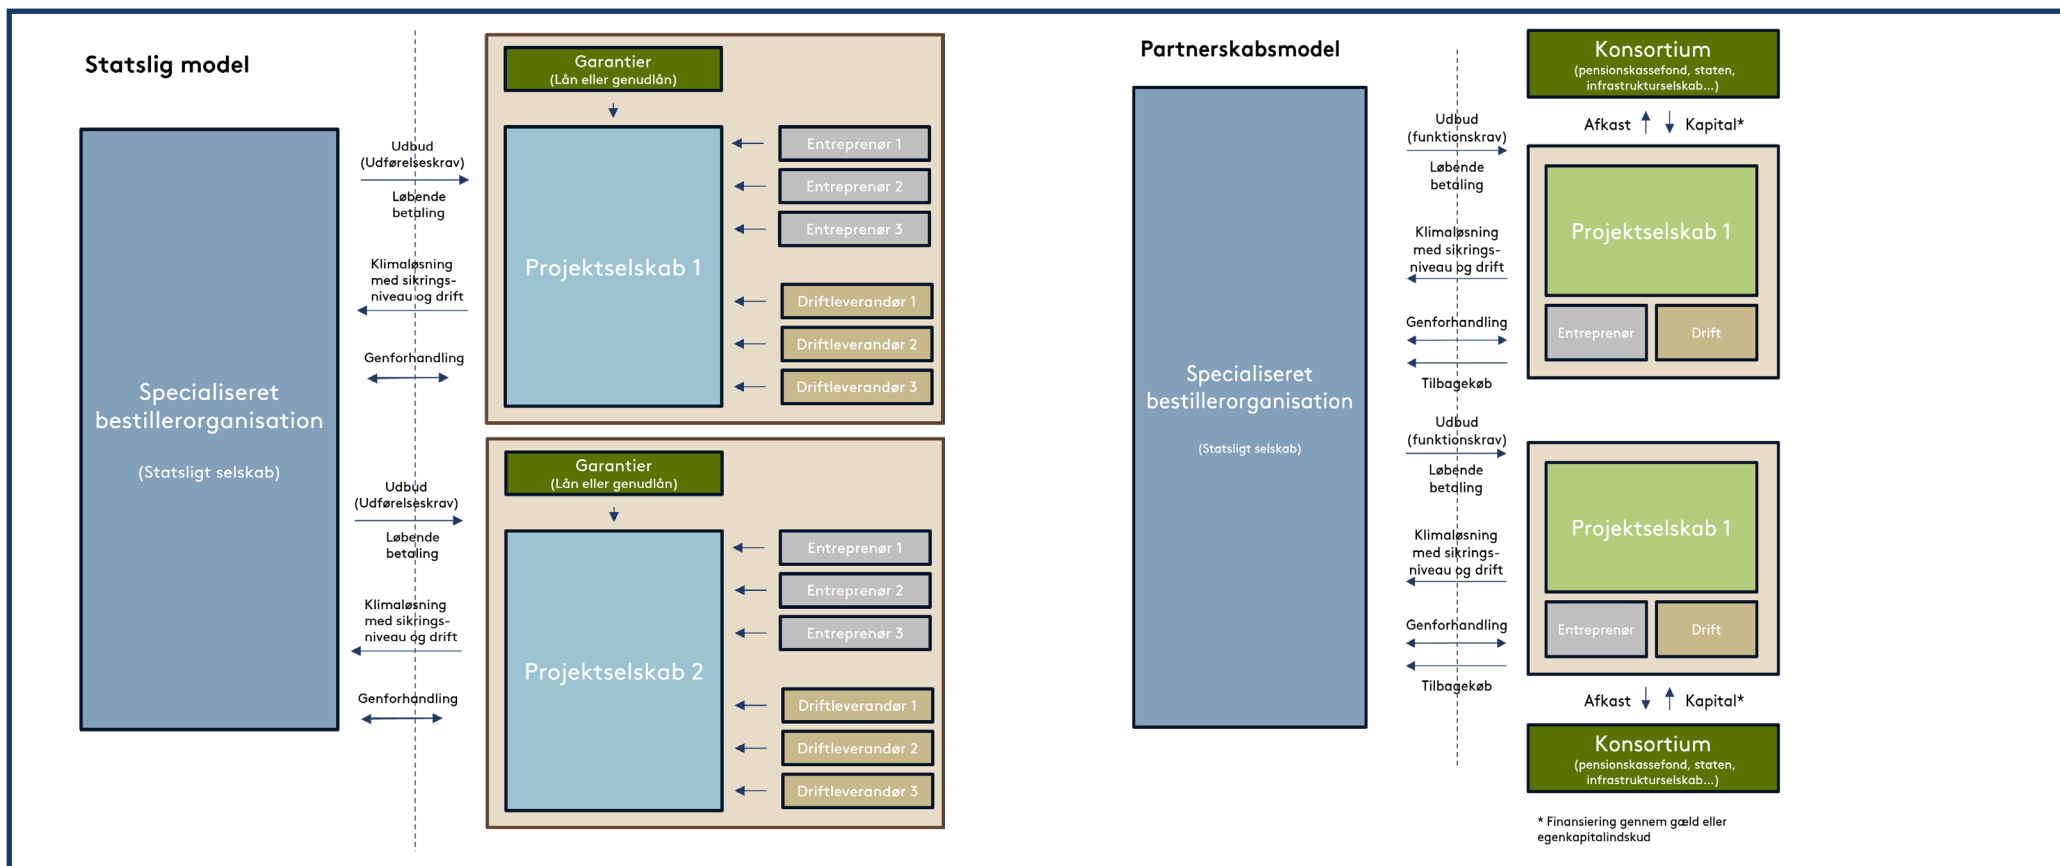 Statslig model
Specialiseret
bestillerorganisation
(Statsligt selskab)
Udbud
(Udførelseskrav)
Løbende
betaling
Klimaløsning
med sikrings-
niveau og drift
Genforhandling
Garantier
(Lån eller genudlån)
Projektselskab 1
Entreprenør 1
Entreprenør 2
Entreprenør 3
Driftleverandør 1
Driftleverandør 2
Driftleverandør 3
Udbud
(Udførelseskrav)
Løbende
betaling
Klimaløsning
med sikrings-
niveau og drift
Genforhandling
Garantier
(Lån eller genudlån)
Projektselskab 2
Entreprenør 1
Entreprenør 2
Entreprenør 3
Driftleverandør 1
Driftleverandør 2
Driftleverandør 3
Partnerskabsmodel
Specialiseret
bestillerorganisation
(Statsligt selskab)
Konsortium
(pensionskassefond, staten,
infrastrukturselskab...)
Afkast Kapital*
Udbud
(funktionskrav)
Løbende
betaling
Klimaløsning
med sikrings-
niveau og drift
Genforhandling
Tilbagekøb
Projektselskab 1
Entreprenør
Drift
Udbud
(funktionskrav)
Løbende
betaling
Klimaløsning
med sikrings-
niveau og drift
Genforhandling
Tilbagekøb
Projektselskab 1
Entreprenør
Drift
Afkast Kapital*
Konsortium
(pensionskassefond, staten,
infrastrukturselskab...)
* Finansiering gennem gæld eller
egenkapitalindskud